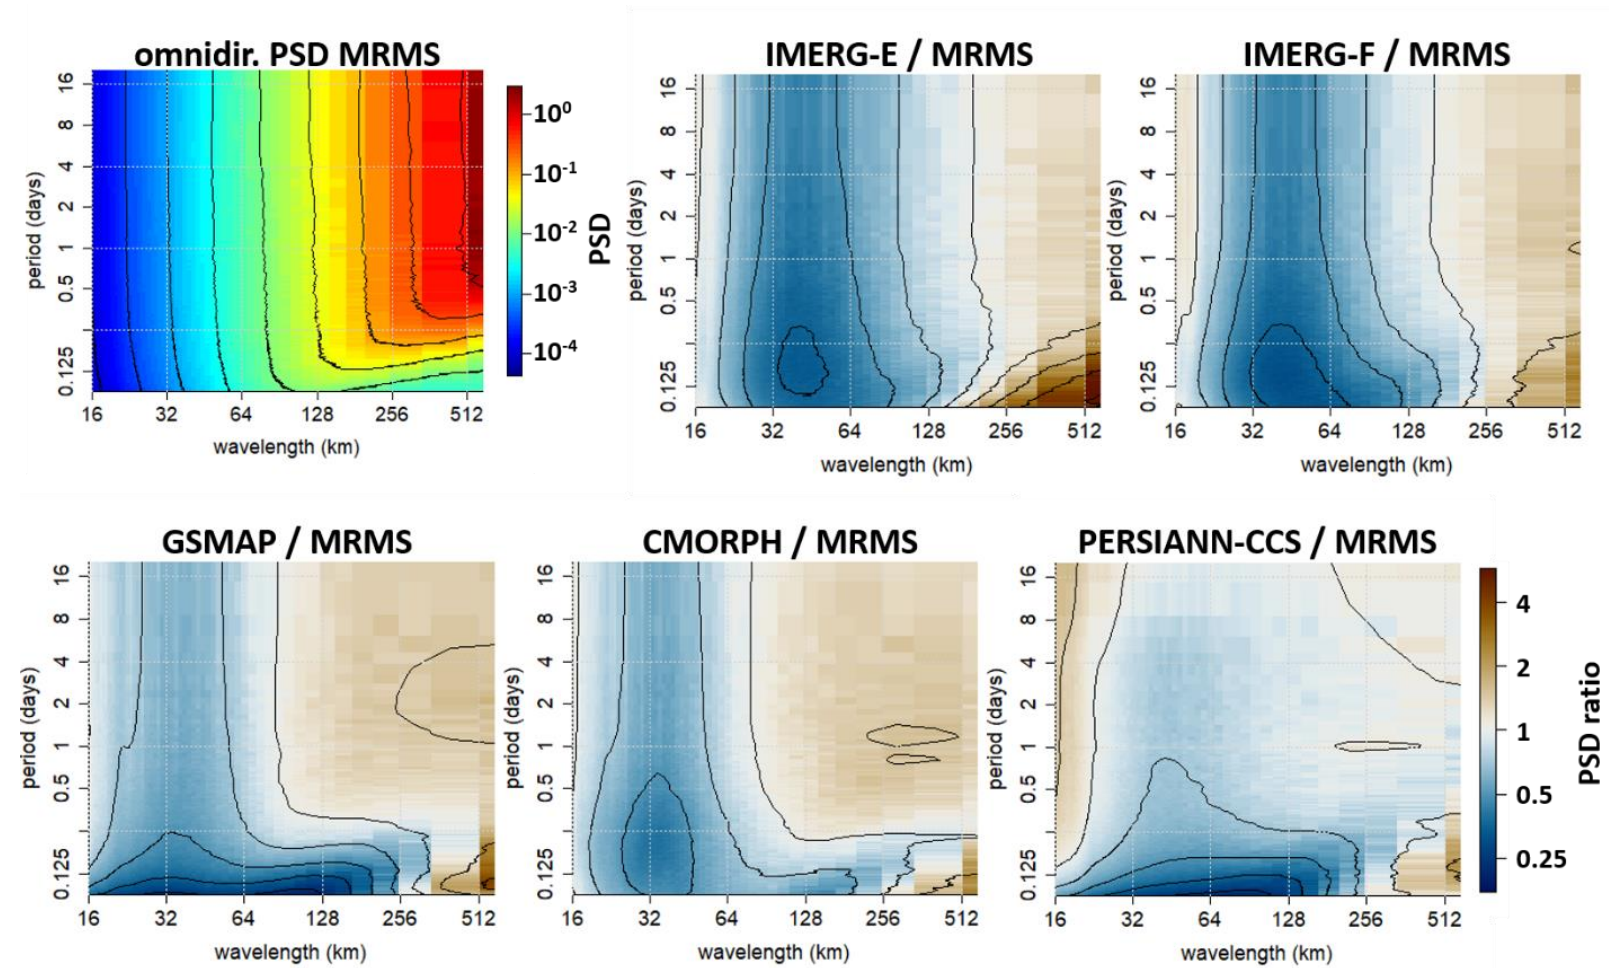 omnidir. PSD MRMS
16
8
4
2
1
0.5
0.125
period (days)
16 32 64 128 256 512
wavelength (km)
10^0
10^-1
10^-2
10^-3
10^-4
PSD
IMERG-E / MRMS
16
8
4
2
1
0.5
0.125
period (days)
16 32 64 128 256 512
wavelength (km)
IMERG-F / MRMS
16
8
4
2
1
0.5
0.125
period (days)
16 32 64 128 256 512
wavelength (km)
GSMAP / MRMS
16
8
4
2
1
0.5
0.125
period (days)
16 32 64 128 256 512
wavelength (km)
CMORPH / MRMS
16
8
4
2
1
0.5
0.125
period (days)
16 32 64 128 256 512
wavelength (km)
PERSIANN-CCS / MRMS
16
8
4
2
1
0.5
0.125
period (days)
16 32 64 128 256 512
wavelength (km)
4
2
1
0.5
0.25
PSD ratio